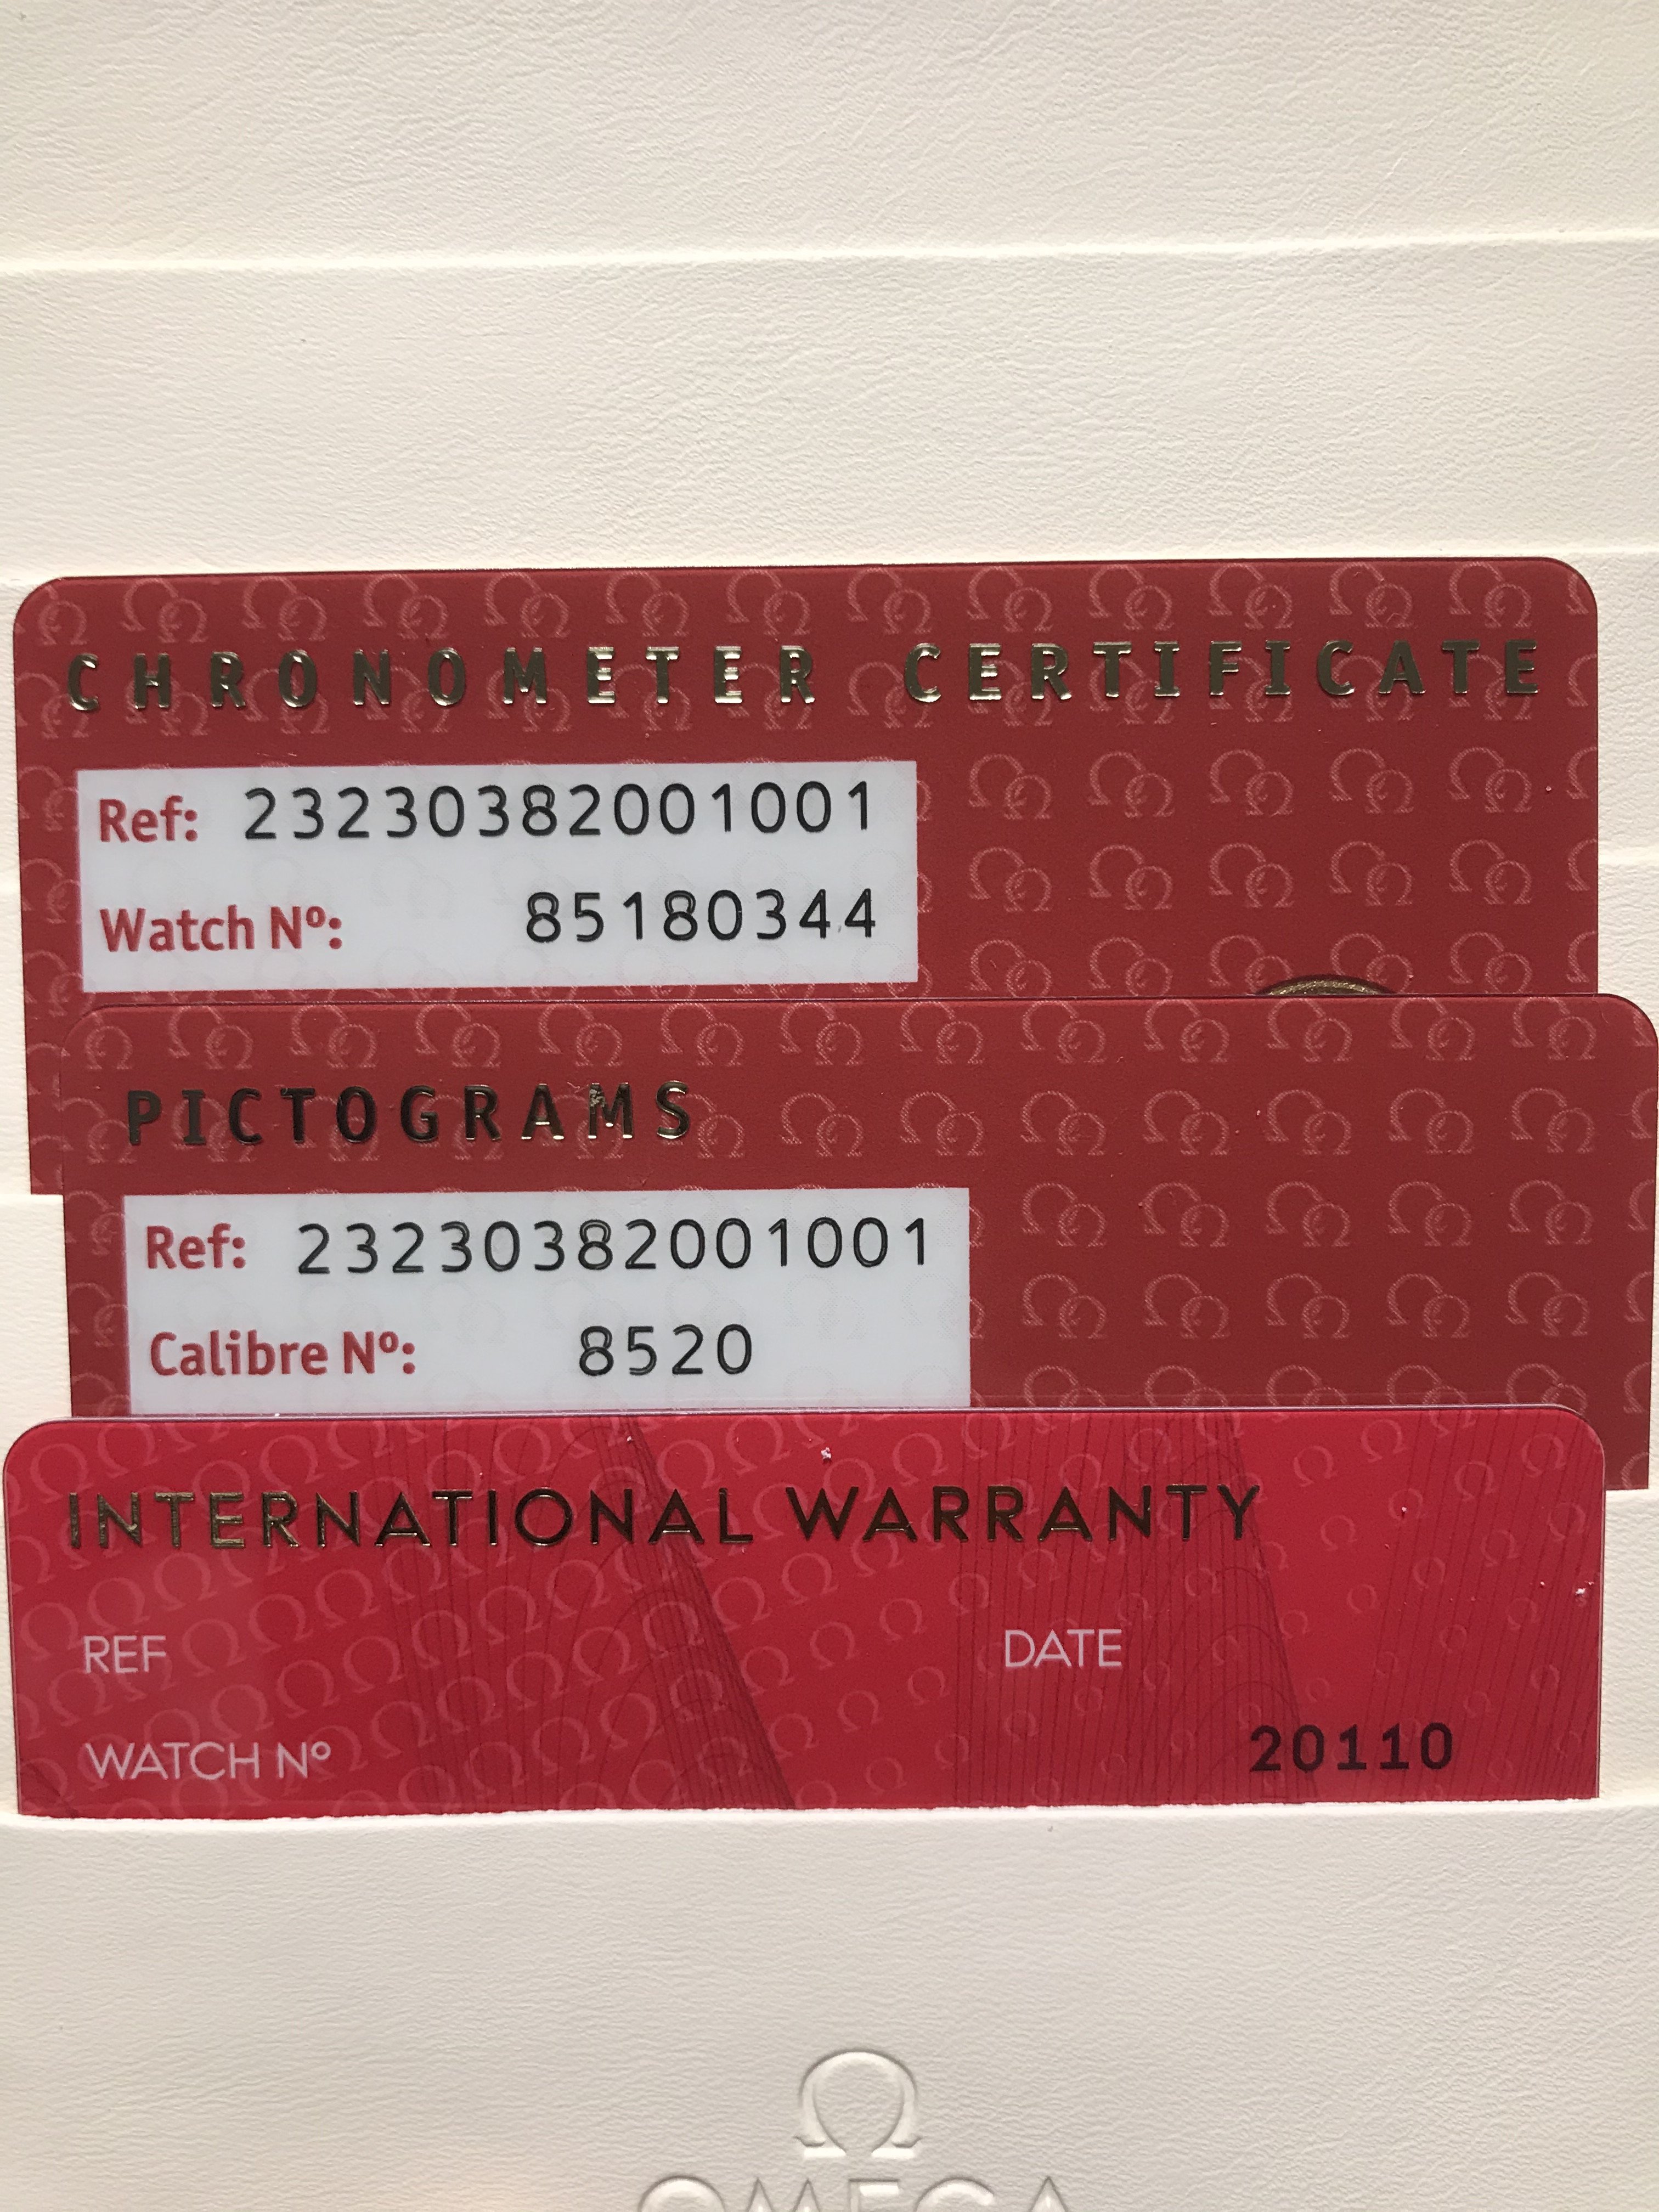 CHRONOMETER CERTIFICATE
Ref: 23230382001001
Watch Nº: 85180344
PICTOGRAMS
Ref: 23230382001001
Calibre Nº: 8520
INTERNATIONAL WARRANTY
REF DATE
WATCH Nº 20110
Ω
OMEGA